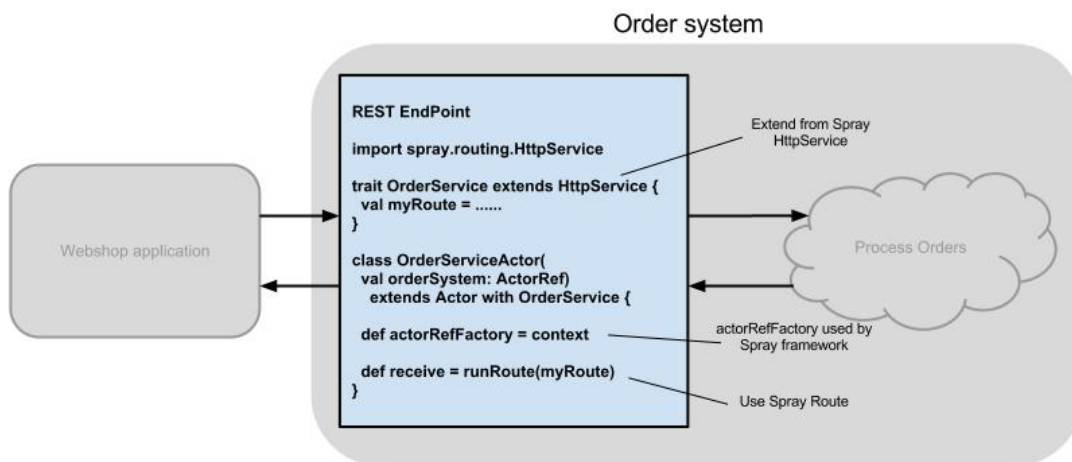 Order system
REST EndPoint
import spray.routing.HttpService
trait OrderService extends HttpService {
val myRoute = ......
}
class OrderServiceActor(
val orderSystem: ActorRef)
extends Actor with OrderService {
def actorRefFactory = context
def receive = runRoute(myRoute)
}
Webshop application
Extend from Spray
HttpService
Process Orders
actorRefFactory used by
Spray framework
Use Spray Route